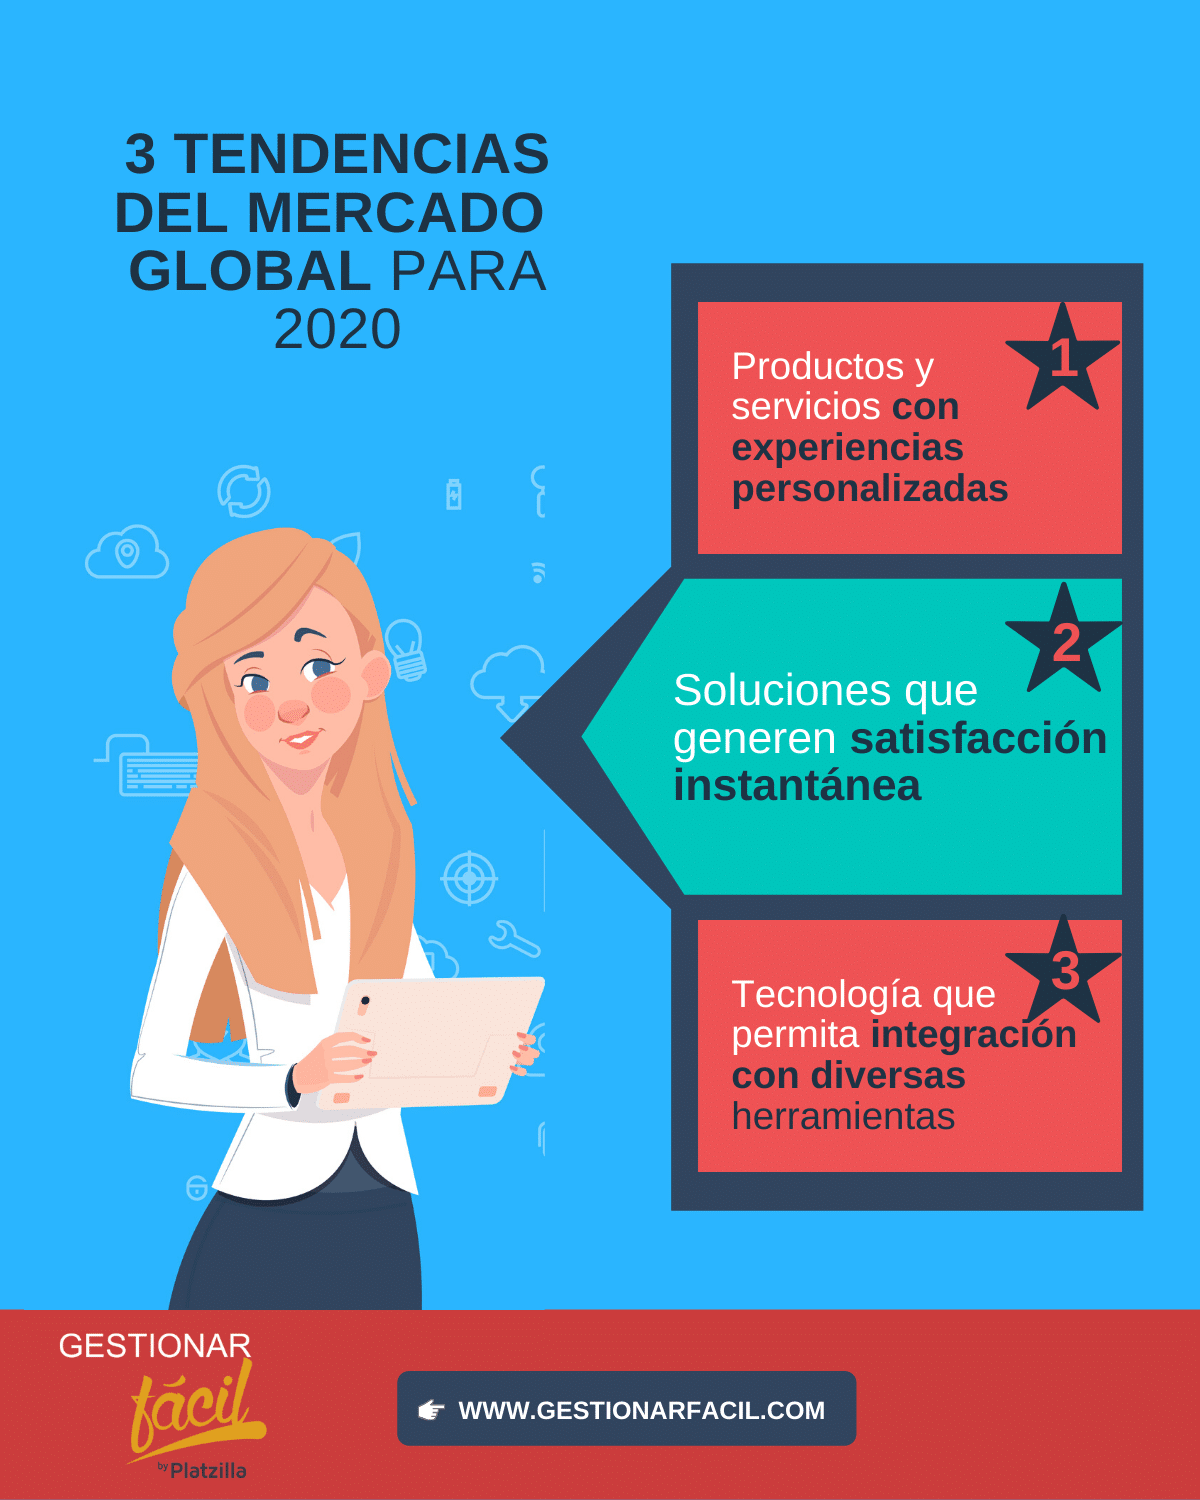 3 TENDENCIAS
DEL MERCADO
GLOBAL PARA
2020
1
Productos y
servicios con
experiencias
personalizadas
2
Soluciones que
generen satisfacción
instantánea
3
Tecnología que
permita integración
con diversas
herramientas
GESTIONAR
fácil
by Platzilla
WWW.GESTIONARFACIL.COM